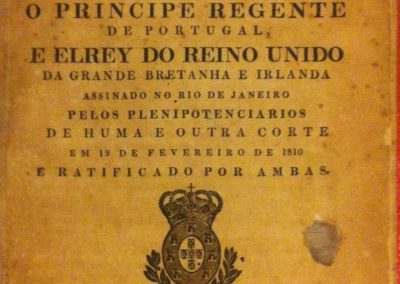 O PRINCIPE REGENTE
DE PORTUGAL,
E ELREY DO REINO UNIDO
DA GRANDE BRETANHA E IRLANDA
ASSINADO NO RIO DE JANEIRO
PELOS PLENIPOTENCIARIOS
DE HUMA E OUTRA CORTE
EM 19 DE FEVEREIRO DE 1810
E RATIFICADO POR AMBAS.